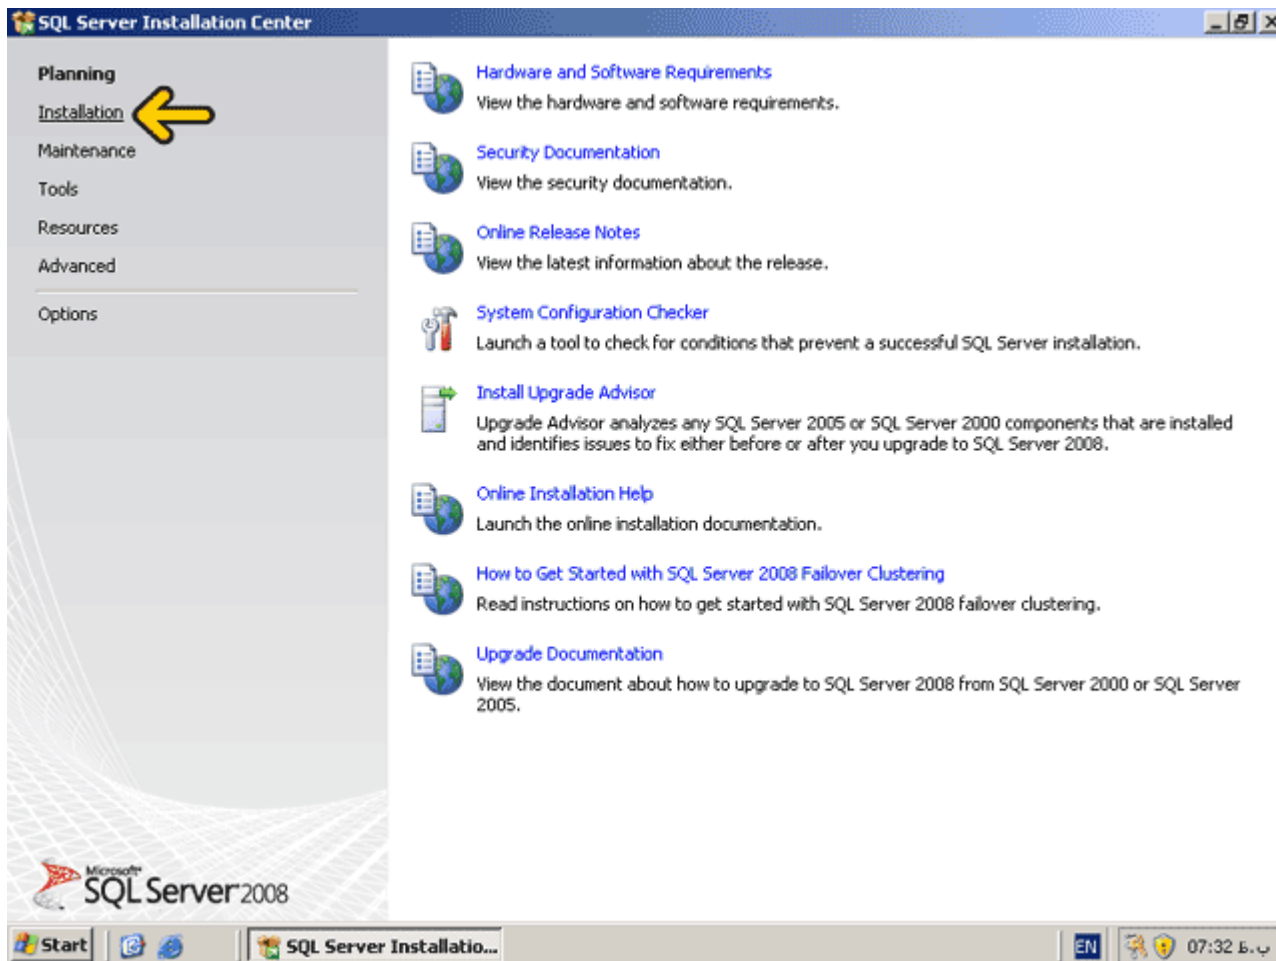 SQL Server Installation Center
Planning
Installation
Maintenance
Tools
Resources
Advanced
Options
Hardware and Software Requirements
View the hardware and software requirements.
Security Documentation
View the security documentation.
Online Release Notes
View the latest information about the release.
System Configuration Checker
Launch a tool to check for conditions that prevent a successful SQL Server installation.
Install Upgrade Advisor
Upgrade Advisor analyzes any SQL Server 2005 or SQL Server 2000 components that are installed
and identifies issues to fix either before or after you upgrade to SQL Server 2008.
Online Installation Help
Launch the online installation documentation.
How to Get Started with SQL Server 2008 Failover Clustering
Read instructions on how to get started with SQL Server 2008 failover clustering.
Upgrade Documentation
View the document about how to upgrade to SQL Server 2008 from SQL Server 2000 or SQL Server
2005.
Microsoft
SQL Server 2008
Start
SQL Server Installatio...
EN
07:32 ب.ظ